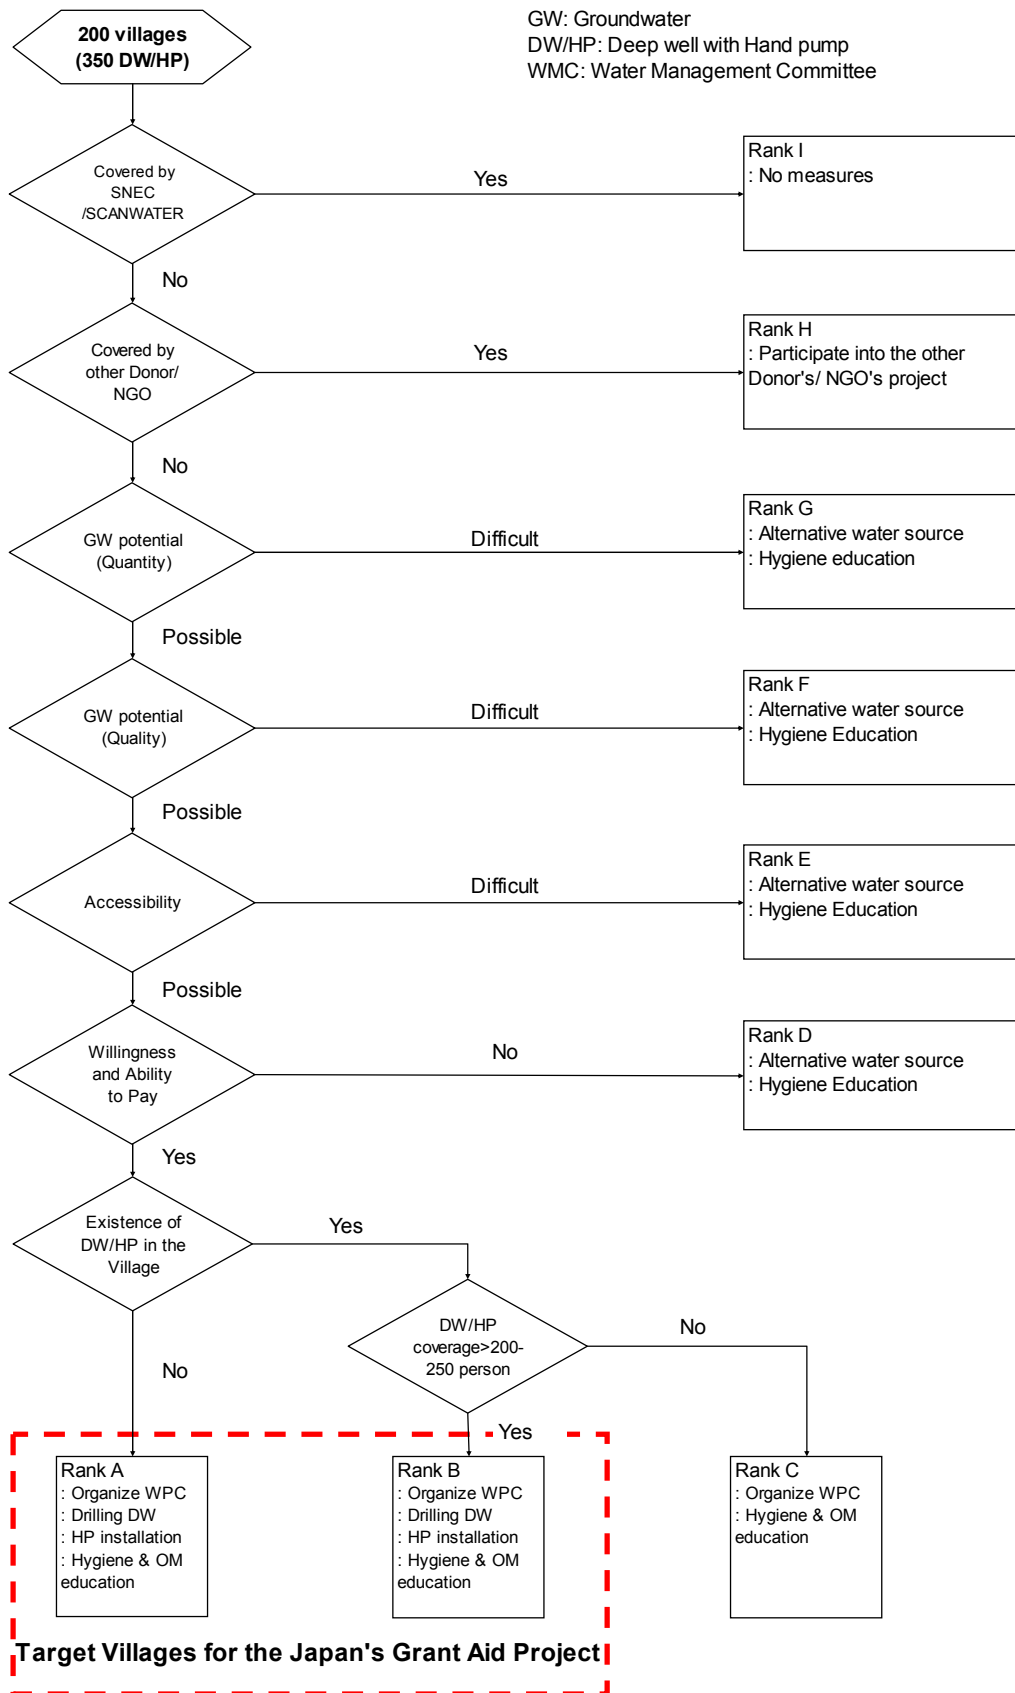 200 villages
(350 DW/HP)
GW: Groundwater
DW/HP: Deep well with Hand pump
WMC: Water Management Committee
Covered by
SNEC
/SCANWATER
Yes
Rank I
: No measures
No
Covered by
other Donor/
NGO
Yes
Rank H
: Participate into the other
Donor's/ NGO's project
No
GW potential
(Quantity)
Difficult
Rank G
: Alternative water source
: Hygiene education
Possible
GW potential
(Quality)
Difficult
Rank F
: Alternative water source
: Hygiene Education
Possible
Accessibility
Difficult
Rank E
: Alternative water source
: Hygiene Education
Possible
Willingness
and Ability
to Pay
No
Rank D
: Alternative water source
: Hygiene Education
Yes
Existence of
DW/HP in the
Village
Yes
DW/HP
coverage>200-
250 person
No
No
Yes
Rank A
: Organize WPC
: Drilling DW
: HP installation
: Hygiene & OM
education
Rank B
: Organize WPC
: Drilling DW
: HP installation
: Hygiene & OM
education
Rank C
: Organize WPC
: Hygiene & OM
education
Target Villages for the Japan's Grant Aid Project